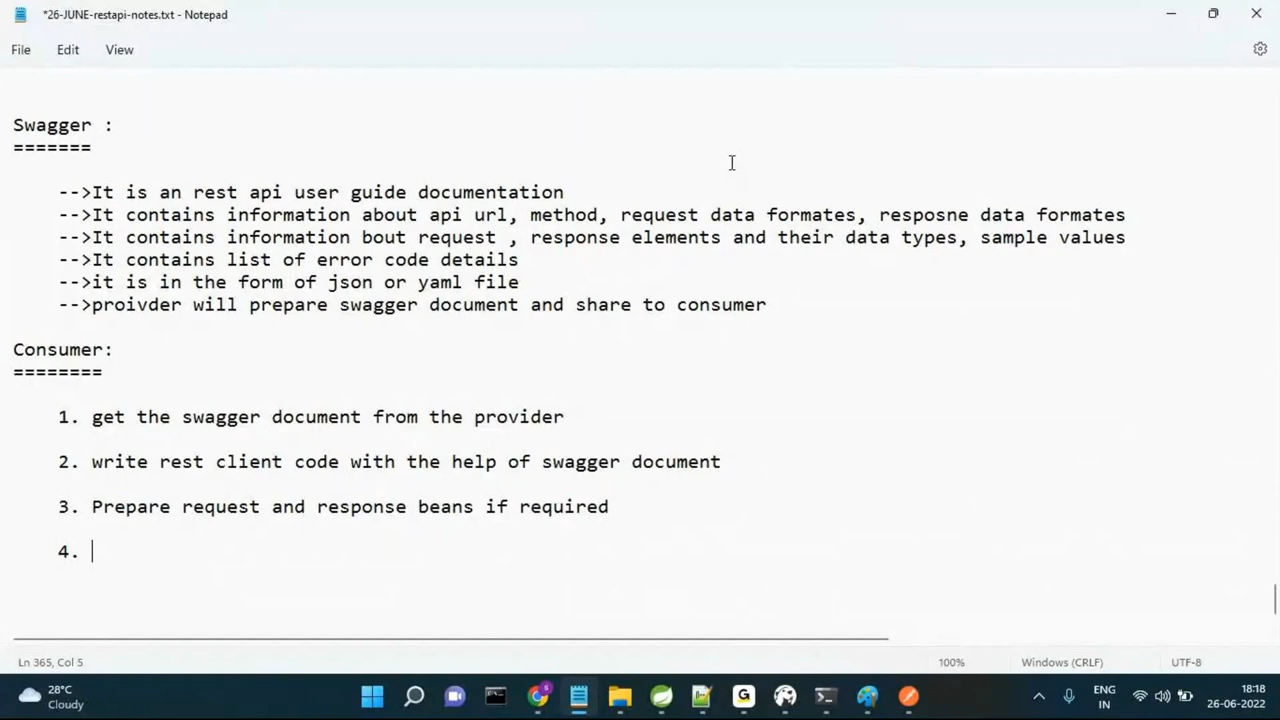 *26-JUNE-restapi-notes.txt - Notepad
File Edit View
Swagger :
=======
-->It is an rest api user guide documentation
-->It contains information about api url, method, request data formates, resposne data formates
-->It contains information bout request , response elements and their data types, sample values
-->It contains list of error code details
-->it is in the form of json or yaml file
-->proivder will prepare swagger document and share to consumer
Consumer:
========
1. get the swagger document from the provider
2. write rest client code with the help of swagger document
3. Prepare request and response beans if required
4.
Ln 365, Col 5 100% Windows (CRLF) UTF-8
28°C
Cloudy
ENG
IN
18:18
26-06-2022